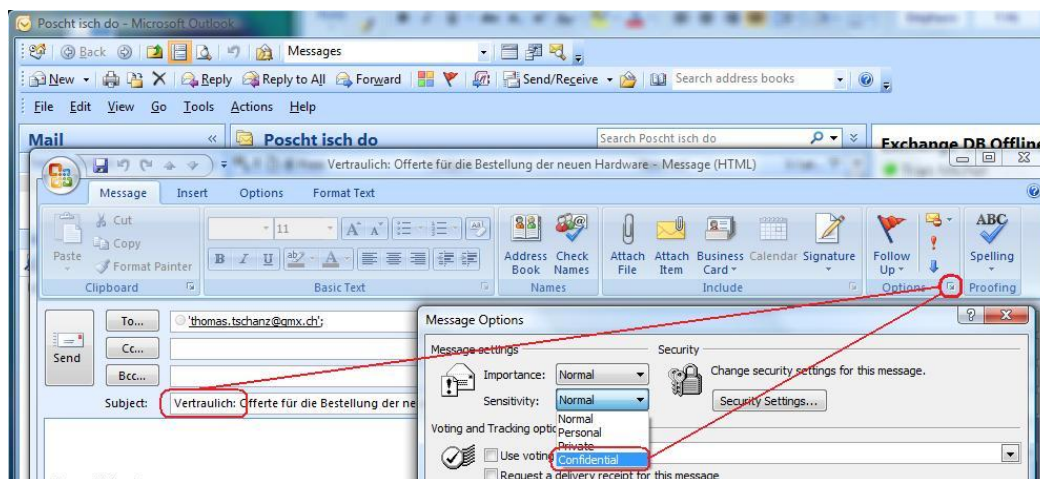 Poscht isch do - Microsoft Outlook
Back Messages
New Reply Reply to All Forward Send/Receive Search address books
File Edit View Go Tools Actions Help
Mail « Poscht isch do Search Poscht isch do Exchange DB Offline
Vertraulich: Offerte für die Bestellung der neuen Hardware - Message (HTML)
Message Insert Options Format Text
Paste Cut
Copy
Format Painter
11
B I U
Address Book Check Names
Attach File Attach Item Business Card Calendar Signature
Follow Up
ABC
Spelling
Clipboard Basic Text Names Include Options Proofing
Send
To... 'thomas.tschanz@gmx.ch';
Cc...
Bcc...
Subject: Vertraulich: Offerte für die Bestellung der
Message Options
Message settings Security
Importance: Normal Change security settings for this message.
Sensitivity: Normal Security Settings...
Normal
Personal
Private
Confidential
Voting and Tracking
Use voting
Request a delivery receipt for this message